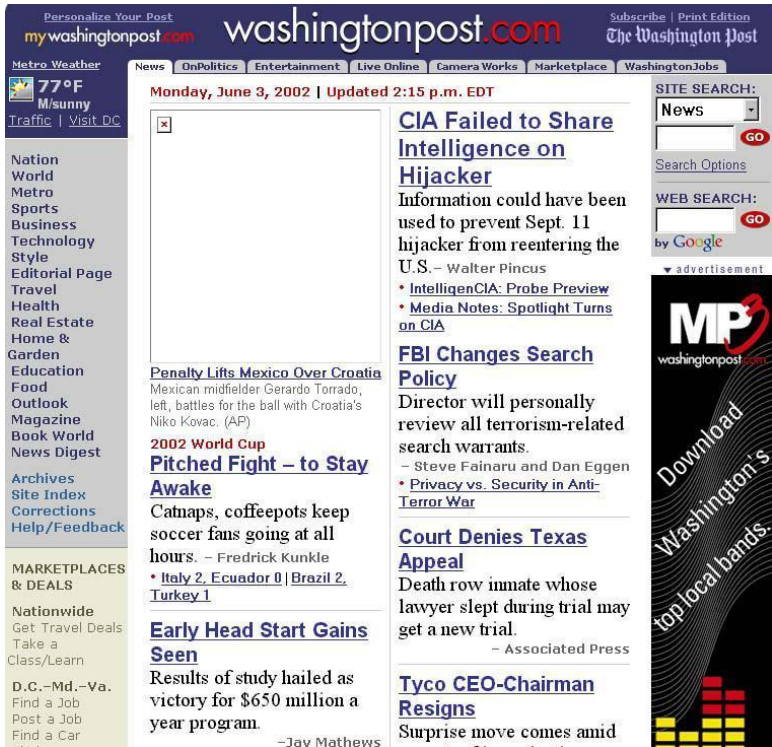 Personalize Your Post
mywashingtonpost.com
washingtonpost.com
Subscribe | Print Edition
The Washington Post
Metro Weather
77°F
M/sunny
Traffic | Visit DC
News
OnPolitics
Entertainment
Live Online
Camera Works
Marketplace
WashingtonJobs
Nation
World
Metro
Sports
Business
Technology
Style
Editorial Page
Travel
Health
Real Estate
Home &
Garden
Education
Food
Outlook
Magazine
Book World
News Digest
Archives
Site Index
Corrections
Help/Feedback
MARKETPLACES
& DEALS
Nationwide
Get Travel Deals
Take a
Class/Learn
D.C.-Md.-Va.
Find a Job
Post a Job
Find a Car
Monday, June 3, 2002 | Updated 2:15 p.m. EDT
Penalty Lifts Mexico Over Croatia
Mexican midfielder Gerardo Torrado,
left, battles for the ball with Croatia's
Niko Kovac. (AP)
2002 World Cup
Pitched Fight – to Stay
Awake
Catnaps, coffeepots keep
soccer fans going at all
hours. – Fredrick Kunkle
• Italy 2, Ecuador 0 | Brazil 2,
Turkey 1
Early Head Start Gains
Seen
Results of study hailed as
victory for $650 million a
year program.
–Jay Mathews
CIA Failed to Share
Intelligence on
Hijacker
Information could have been
used to prevent Sept. 11
hijacker from reentering the
U.S.– Walter Pincus
• IntelligenCIA: Probe Preview
• Media Notes: Spotlight Turns
on CIA
FBI Changes Search
Policy
Director will personally
review all terrorism-related
search warrants.
– Steve Fainaru and Dan Eggen
• Privacy vs. Security in Anti-
Terror War
Court Denies Texas
Appeal
Death row inmate whose
lawyer slept during trial may
get a new trial.
– Associated Press
Tyco CEO-Chairman
Resigns
Surprise move comes amid
SITE SEARCH:
News
GO
Search Options
WEB SEARCH:
GO
by Google
advertisement
MP3
washingtonpost.com
Download
Washington's
top local bands.